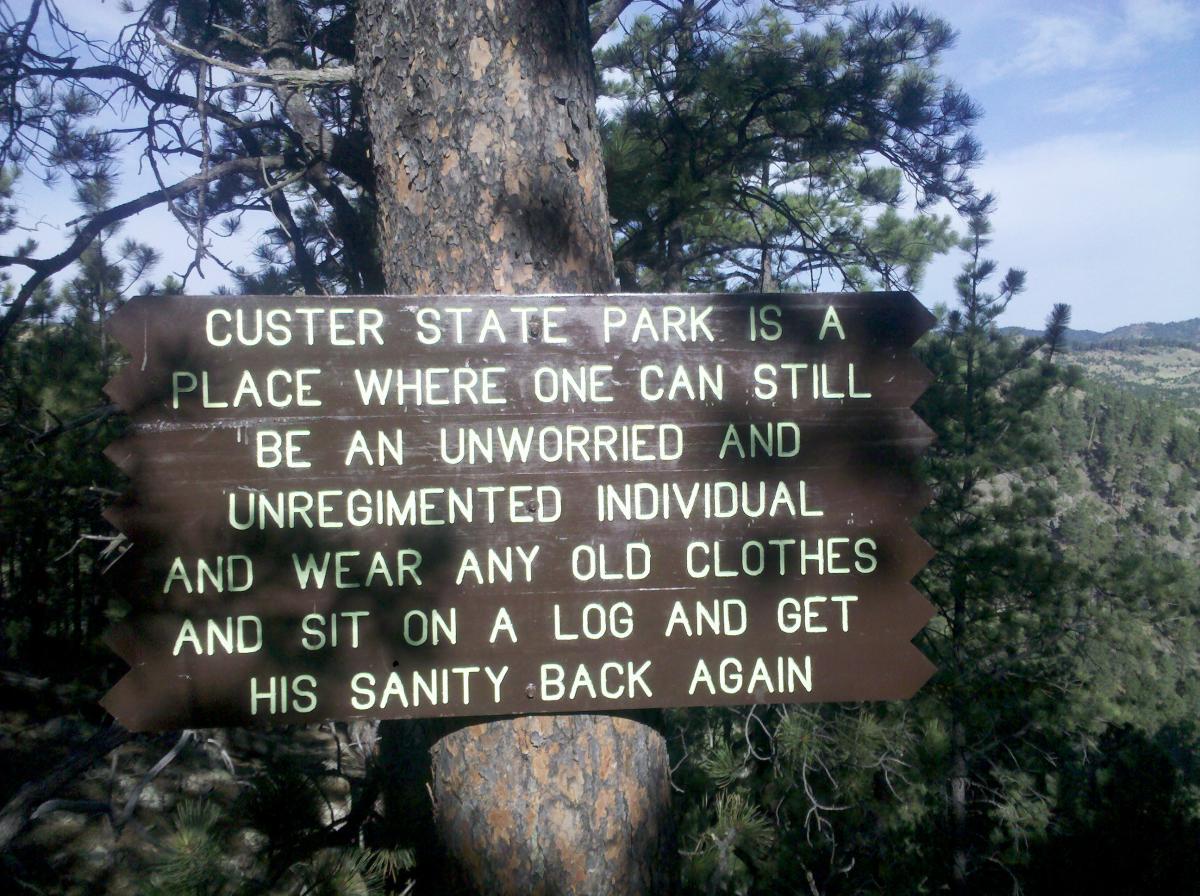 CUSTER STATE PARK IS A
PLACE WHERE ONE CAN STILL
BE AN UNWORRIED AND
UNREGIMENTED INDIVIDUAL
AND WEAR ANY OLD CLOTHES
AND SIT ON A LOG AND GET
HIS SANITY BACK AGAIN